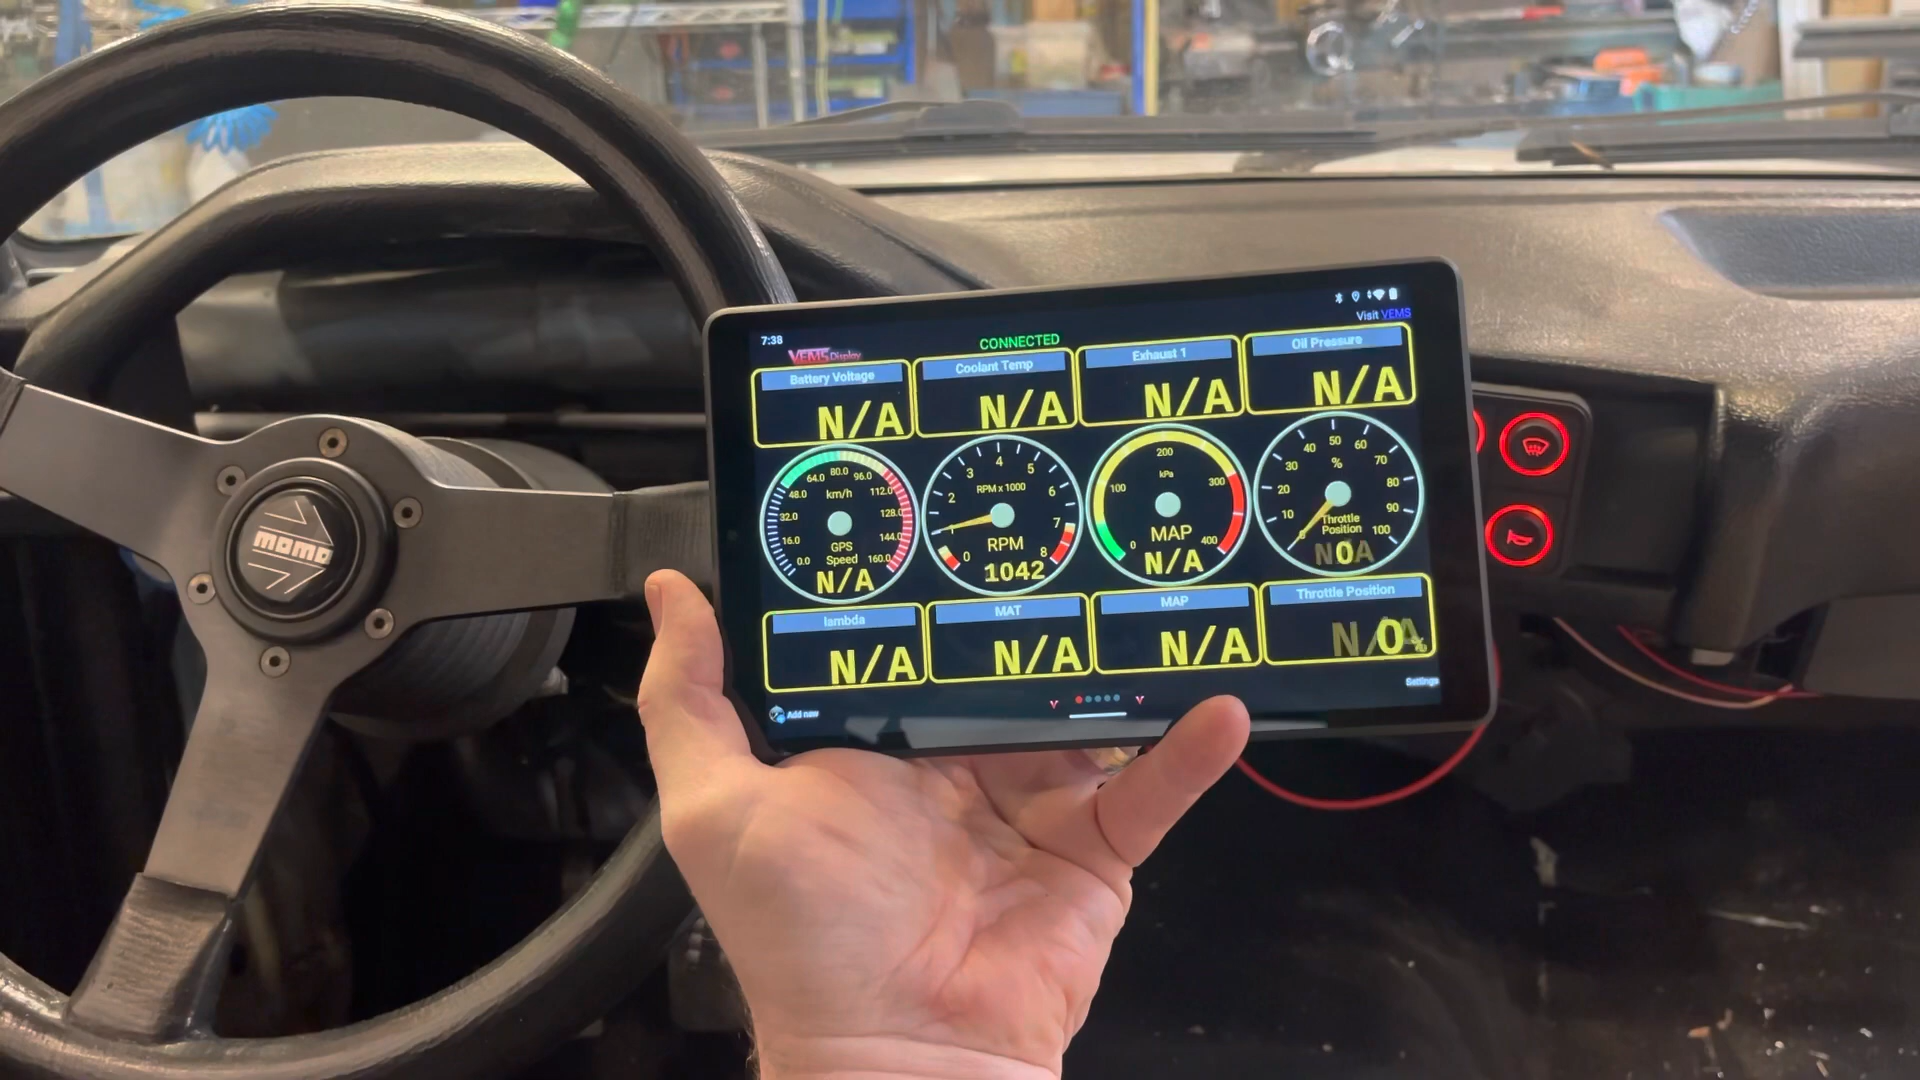 7:38
VEMS Display
CONNECTED
Visit VEMS
Battery Voltage
N/A
Coolant Temp
N/A
Exhaust 1
N/A
Oil Pressure
N/A
0.0 16.0 32.0 48.0 64.0 80.0 96.0 112.0 128.0 144.0 160.0
km/h
GPS
Speed
N/A
0 1 2 3 4 5 6 7 8
RPM x 1000
RPM
1042
0 100 200 300 400
kPa
MAP
N/A
0 10 20 30 40 50 60 70 80 90 100
%
Throttle
Position
0
lambda
N/A
MAT
N/A
MAP
N/A
Throttle Position
0%
Settings
Add new
momo